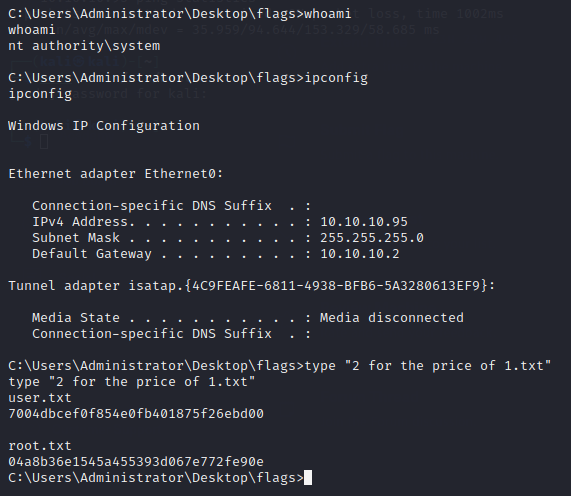 C:\Users\Administrator\Desktop\flags>whoami
whoami
nt authority\system

C:\Users\Administrator\Desktop\flags>ipconfig
ipconfig

Windows IP Configuration


Ethernet adapter Ethernet0:

   Connection-specific DNS Suffix  . :
   IPv4 Address. . . . . . . . . . . : 10.10.10.95
   Subnet Mask . . . . . . . . . . . : 255.255.255.0
   Default Gateway . . . . . . . . . : 10.10.10.2

Tunnel adapter isatap.{4C9FEAFE-6811-4938-BFB6-5A3280613EF9}:

   Media State . . . . . . . . . . . : Media disconnected
   Connection-specific DNS Suffix  . :

C:\Users\Administrator\Desktop\flags>type "2 for the price of 1.txt"
type "2 for the price of 1.txt"
user.txt
7004dbcef0f854e0fb401875f26ebd00

root.txt
04a8b36e1545a455393d067e772fe90e
C:\Users\Administrator\Desktop\flags>